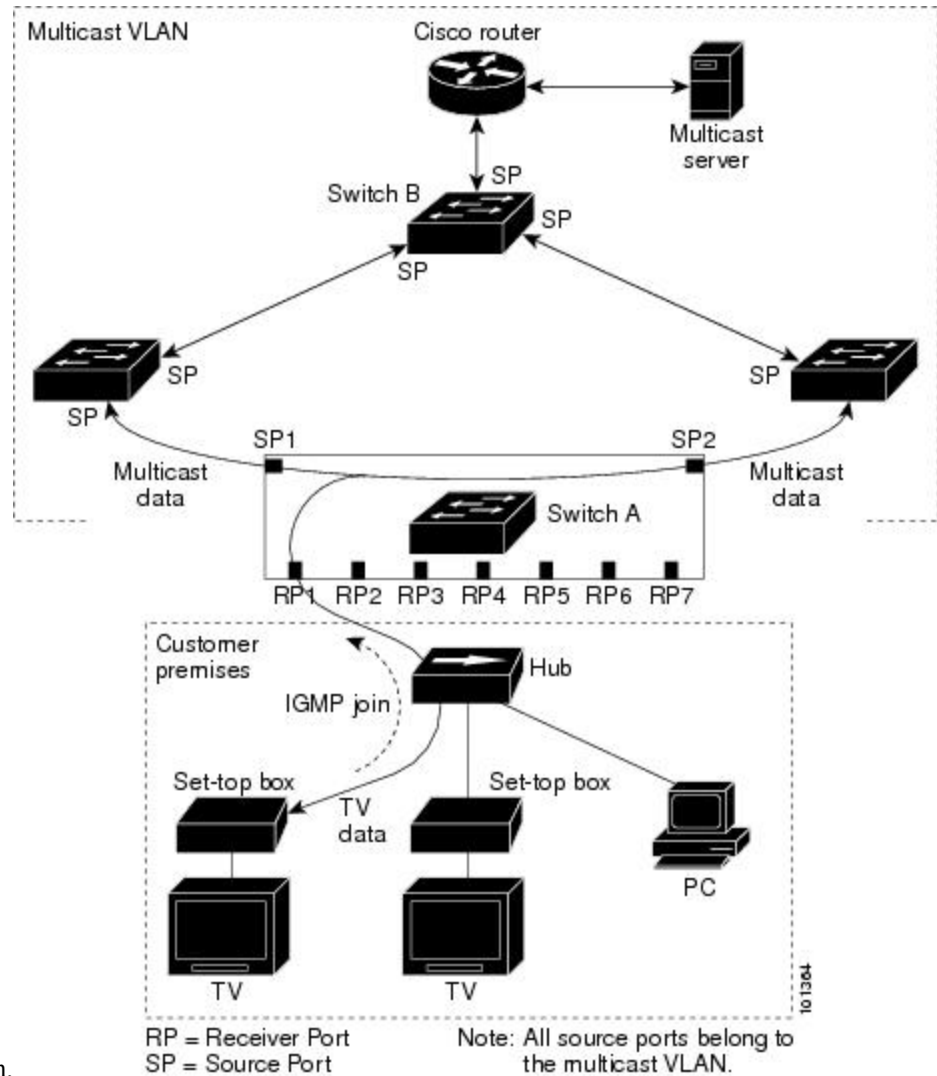 Multicast VLAN
Cisco router
Multicast
server
SP
Switch B
SP
SP
SP
SP
SP
SP1
SP2
Multicast
data
Multicast
data
Switch A
RP1 RP2 RP3 RP4 RP5 RP6 RP7
Customer
premises
Hub
IGMP join
Set-top box
Set-top box
TV
data
PC
TV
TV
101364
RP = Receiver Port
SP = Source Port
Note: All source ports belong to
the multicast VLAN.